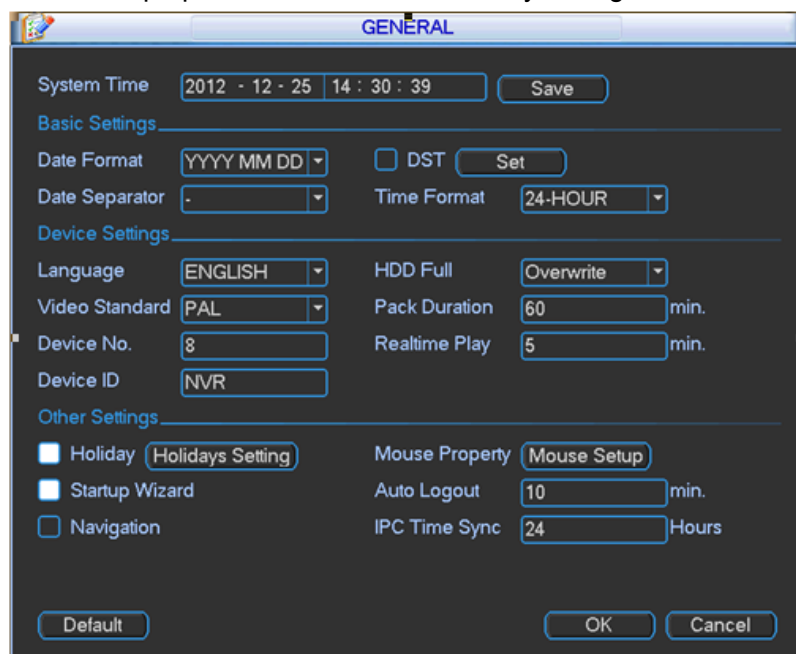 GENERAL
System Time 2012 - 12 - 25 14 : 30 : 39 Save
Basic Settings
Date Format YYYY MM DD DST Set
Date Separator - Time Format 24-HOUR
Device Settings
Language ENGLISH HDD Full Overwrite
Video Standard PAL Pack Duration 60 min.
Device No. 8 Realtime Play 5 min.
Device ID NVR
Other Settings
Holiday Holidays Setting Mouse Property Mouse Setup
Startup Wizard Auto Logout 10 min.
Navigation IPC Time Sync 24 Hours
Default OK Cancel